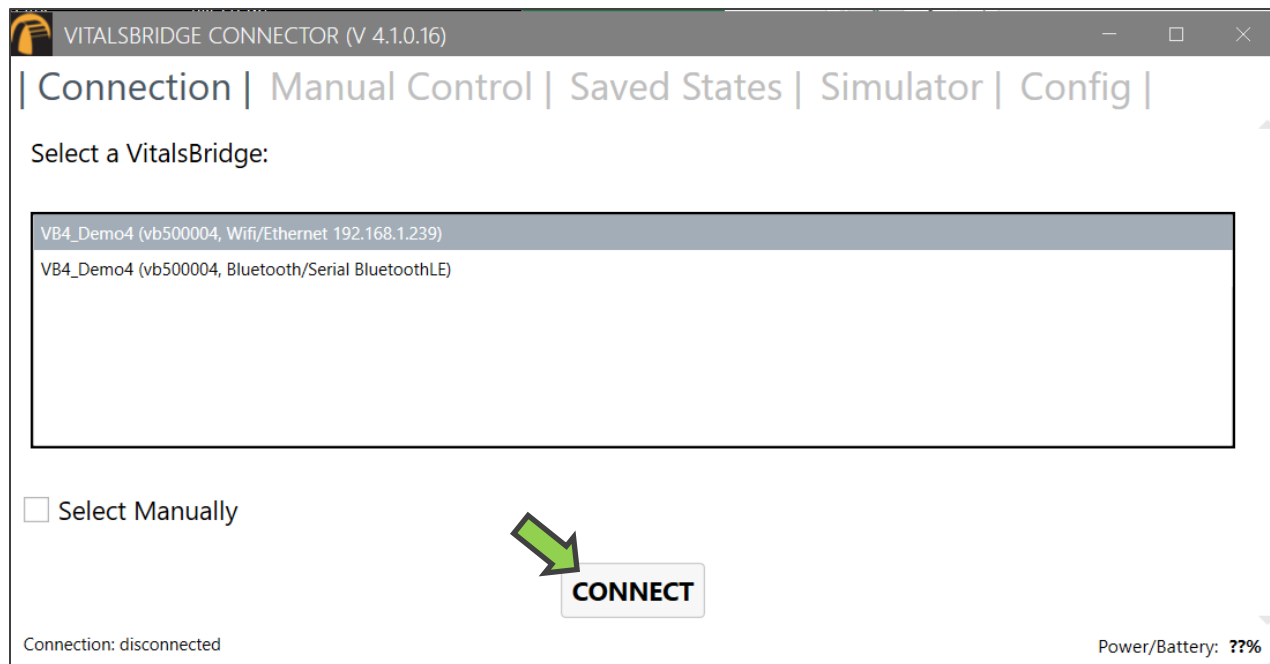 VITALSBRIDGE CONNECTOR (V 4.1.0.16)
| Connection | Manual Control | Saved States | Simulator | Config |
Select a VitalsBridge:
VB4_Demo4 (vb500004, Wifi/Ethernet 192.168.1.239)
VB4_Demo4 (vb500004, Bluetooth/Serial BluetoothLE)
Select Manually
CONNECT
Connection: disconnected
Power/Battery: ??%